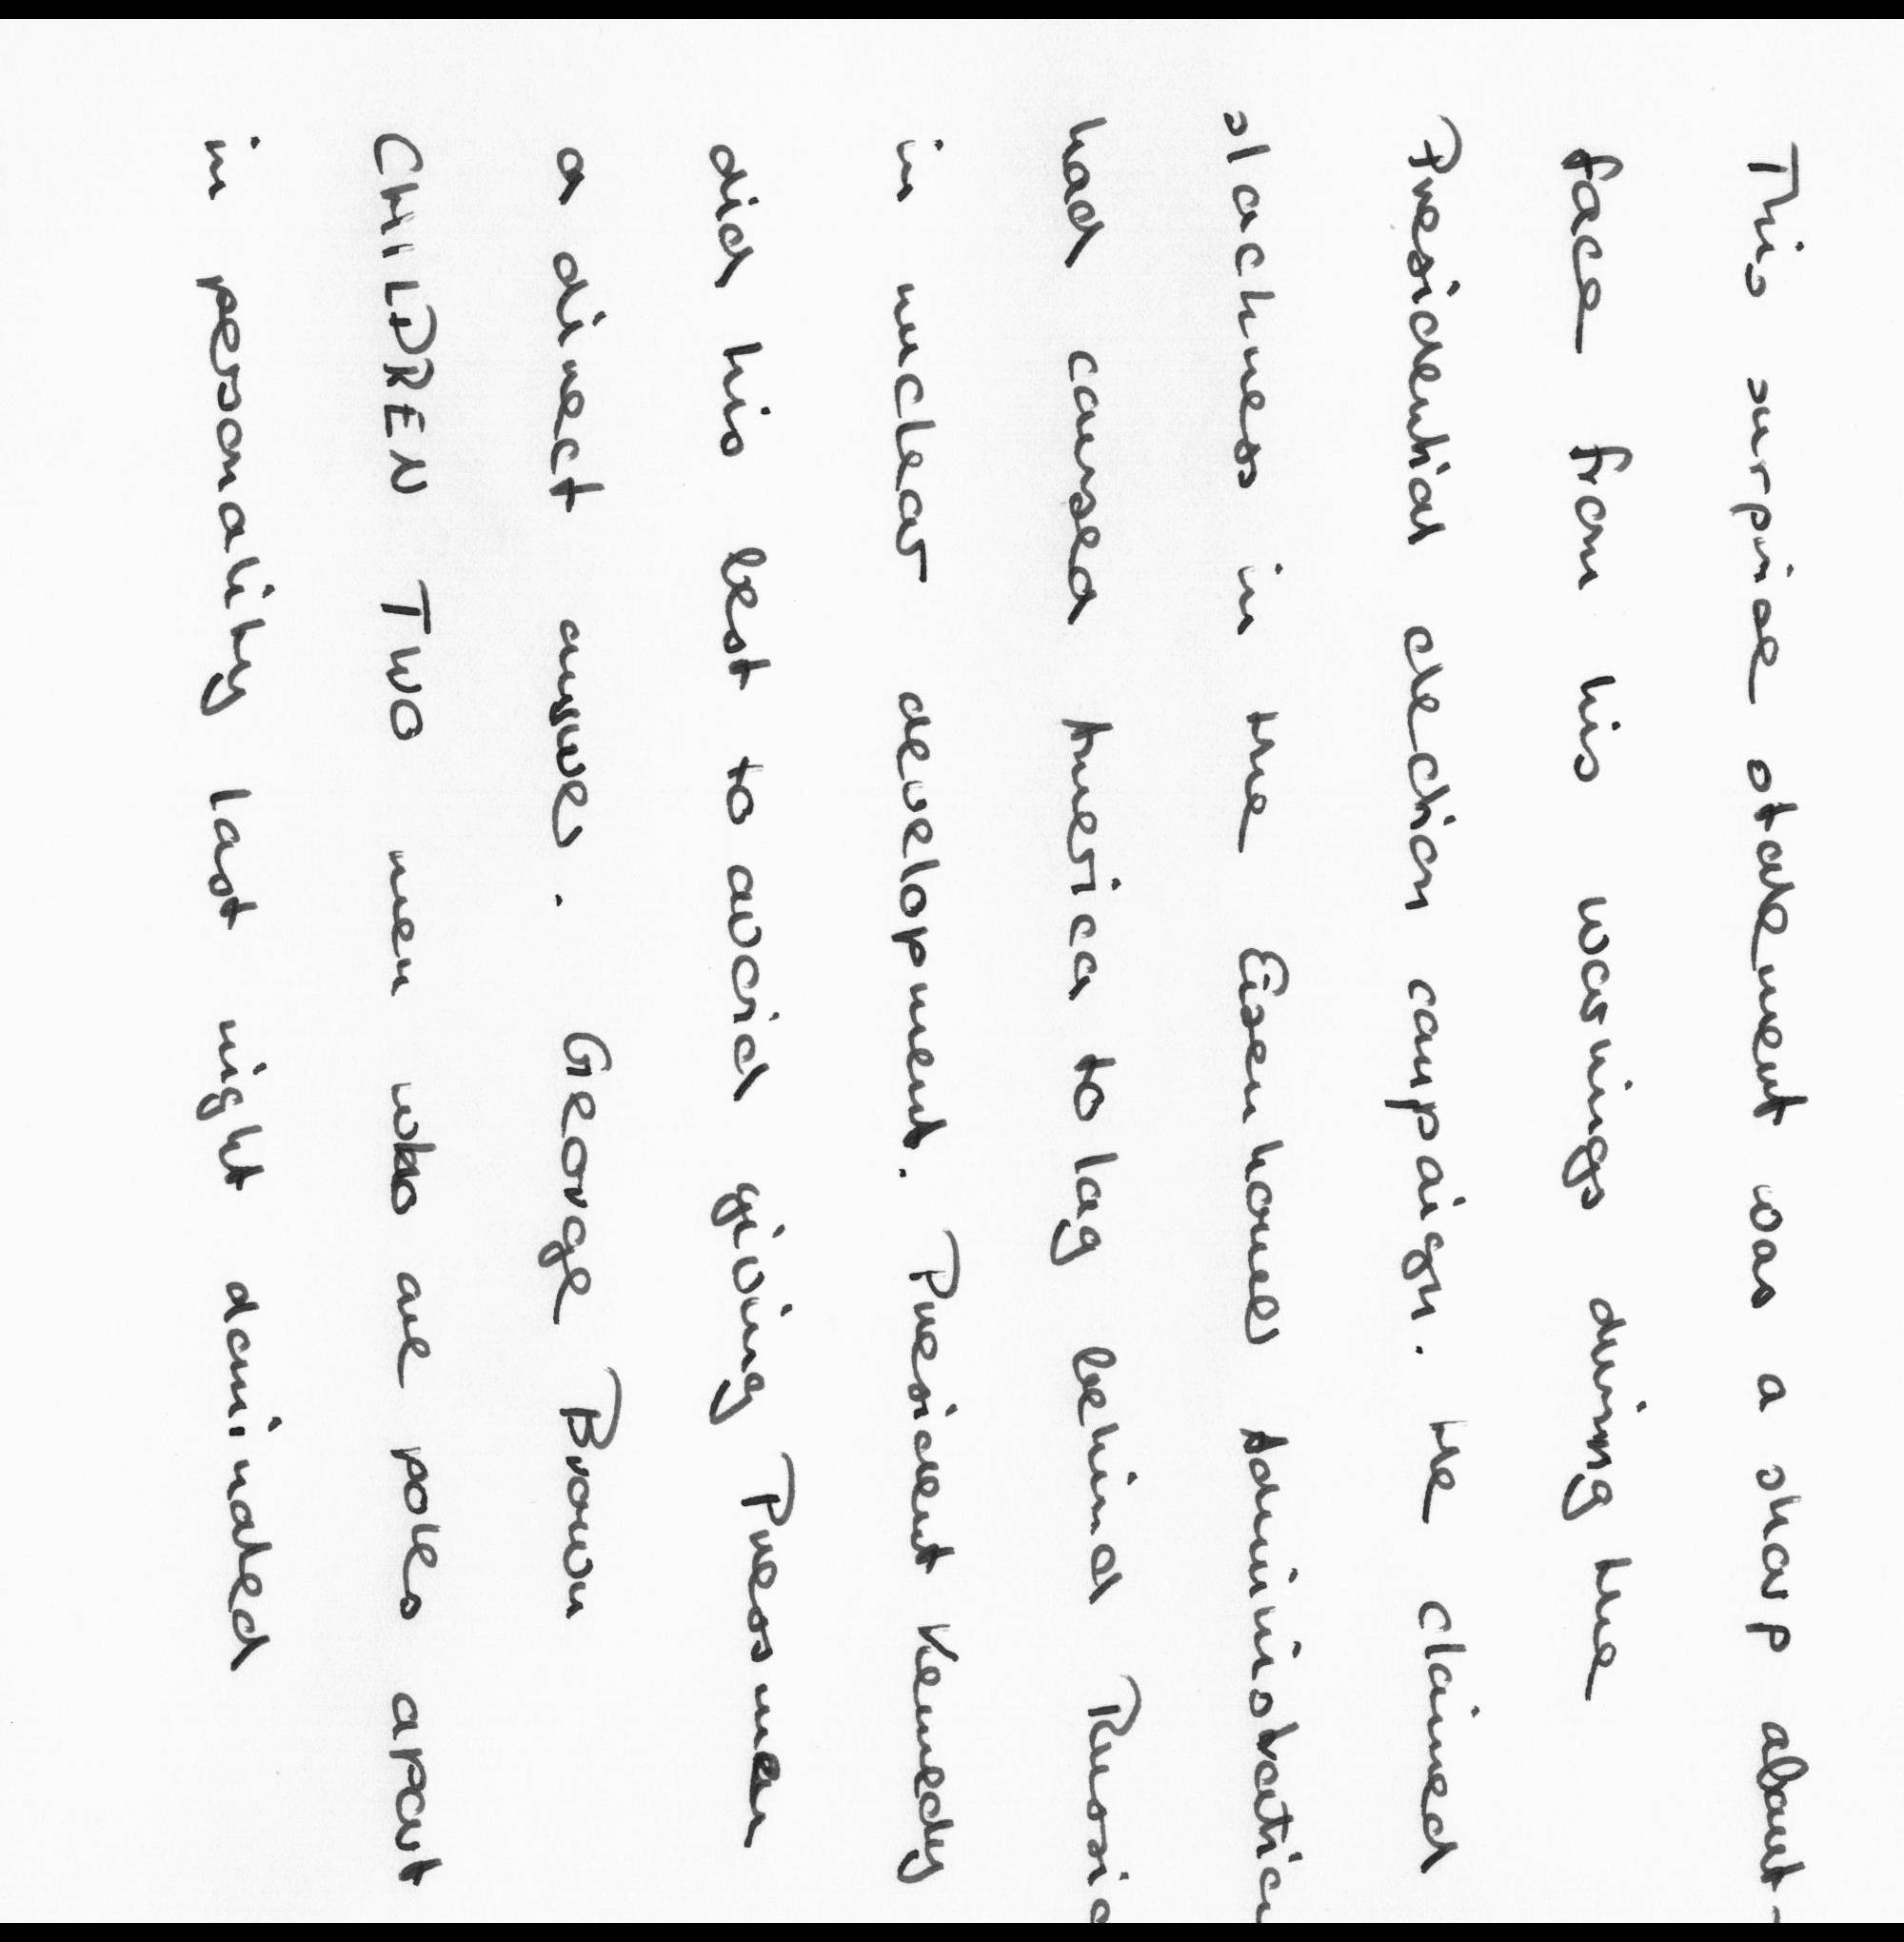 This surprise statement was a sharp about-
face from his warnings during the
Presidential election campaign. He claimed
slackness in the Eisenhower Administration
had caused America to lag behind Russia
in nuclear development. President Kennedy
did his best to avoid giving Pressmen
a direct answer. George Brown
CHILDREN TWO men who are poles apart
in personality last night dominated